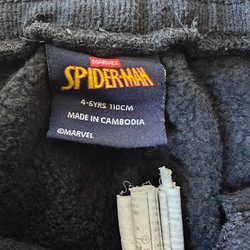 MARVEL
SPIDER-MAN
4-5YRS 110CM
MADE IN CAMBODIA
©MARVEL